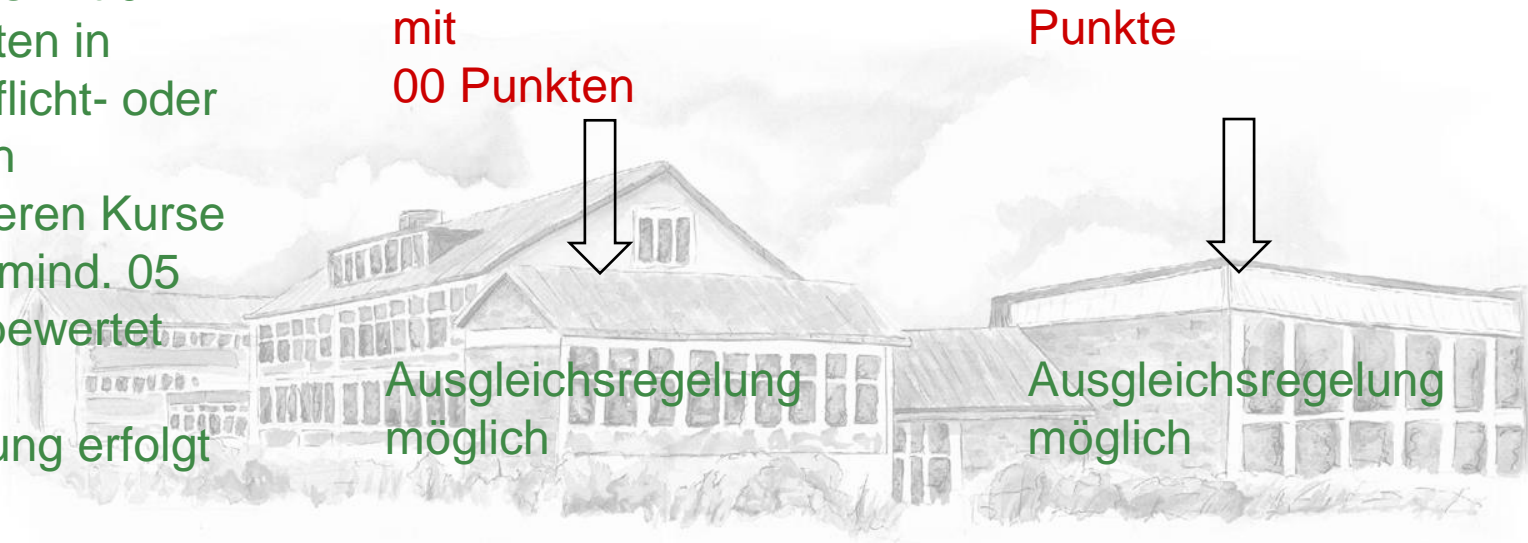 ten in
flicht- oder
n
eren Kurse
mind. 05
bewertet
ung erfolgt
mit
00 Punkten
Ausgleichsregelung
möglich
Punkte
Ausgleichsregelung
möglich